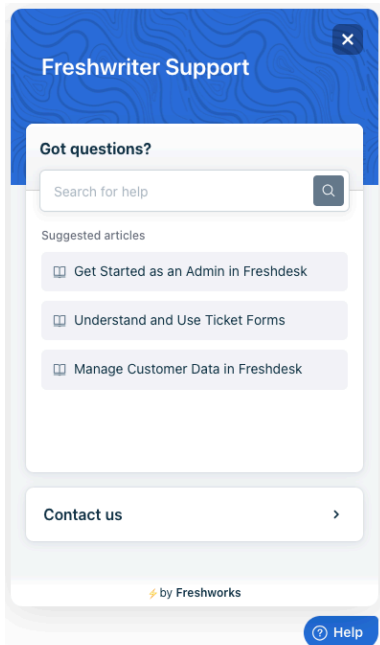 Freshwriter Support
Got questions?
Search for help
Suggested articles
Get Started as an Admin in Freshdesk
Understand and Use Ticket Forms
Manage Customer Data in Freshdesk
Contact us
by Freshworks
Help